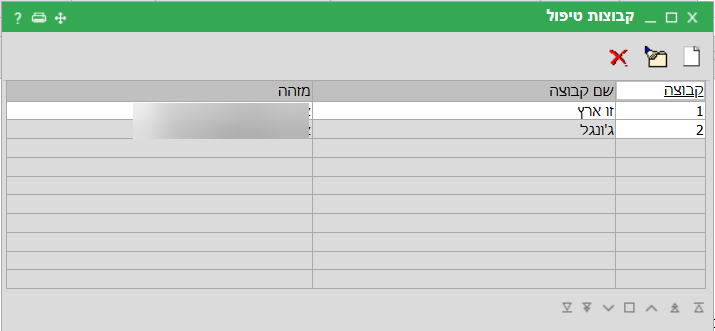 קבוצות טיפול
קבוצה שם קבוצה מזהה
1 זו ארץ
2 ג'ונגל